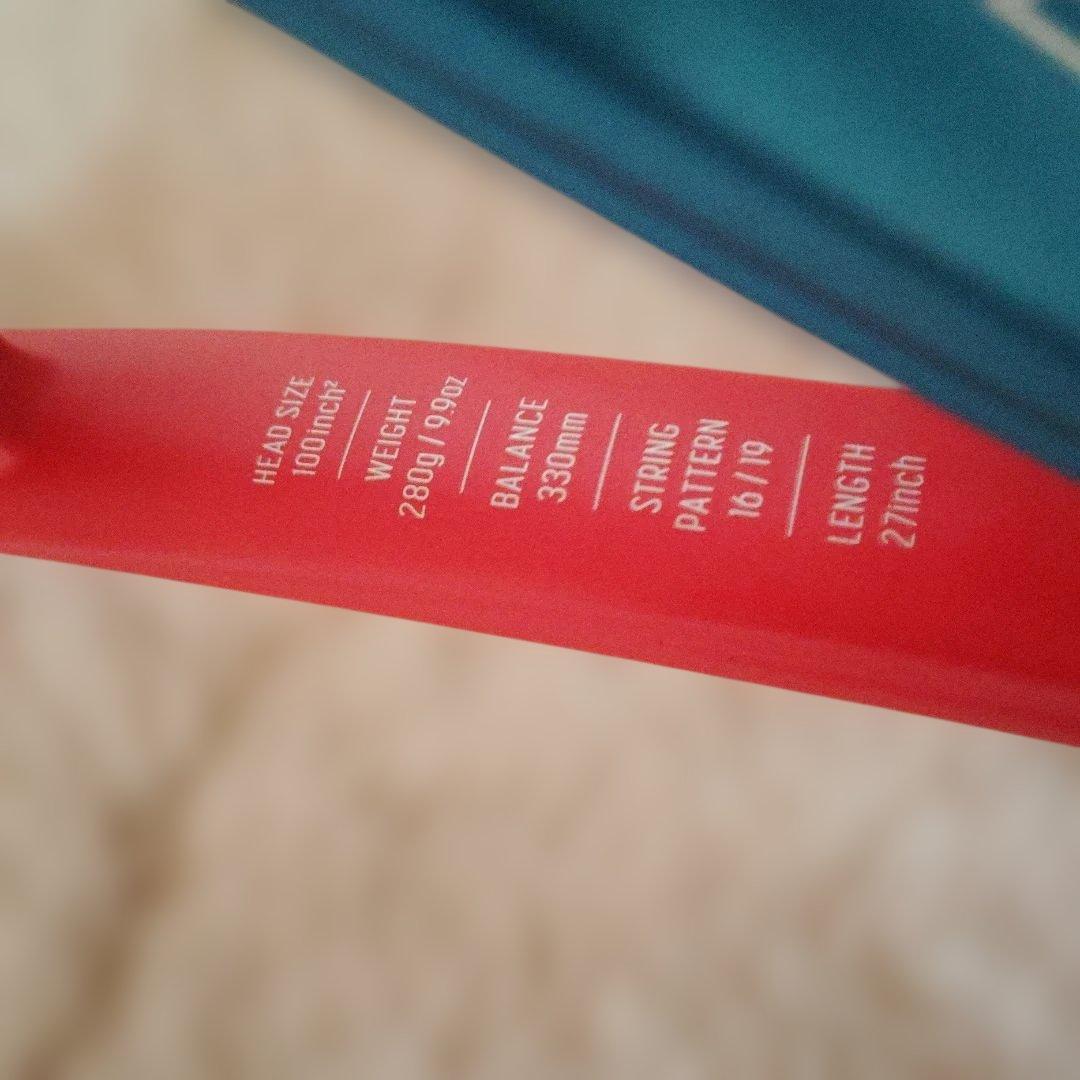 HEAD SIZE
100inch²
WEIGHT
280g / 9.9oz
BALANCE
330mm
STRING
PATTERN
16 / 19
LENGTH
27inch